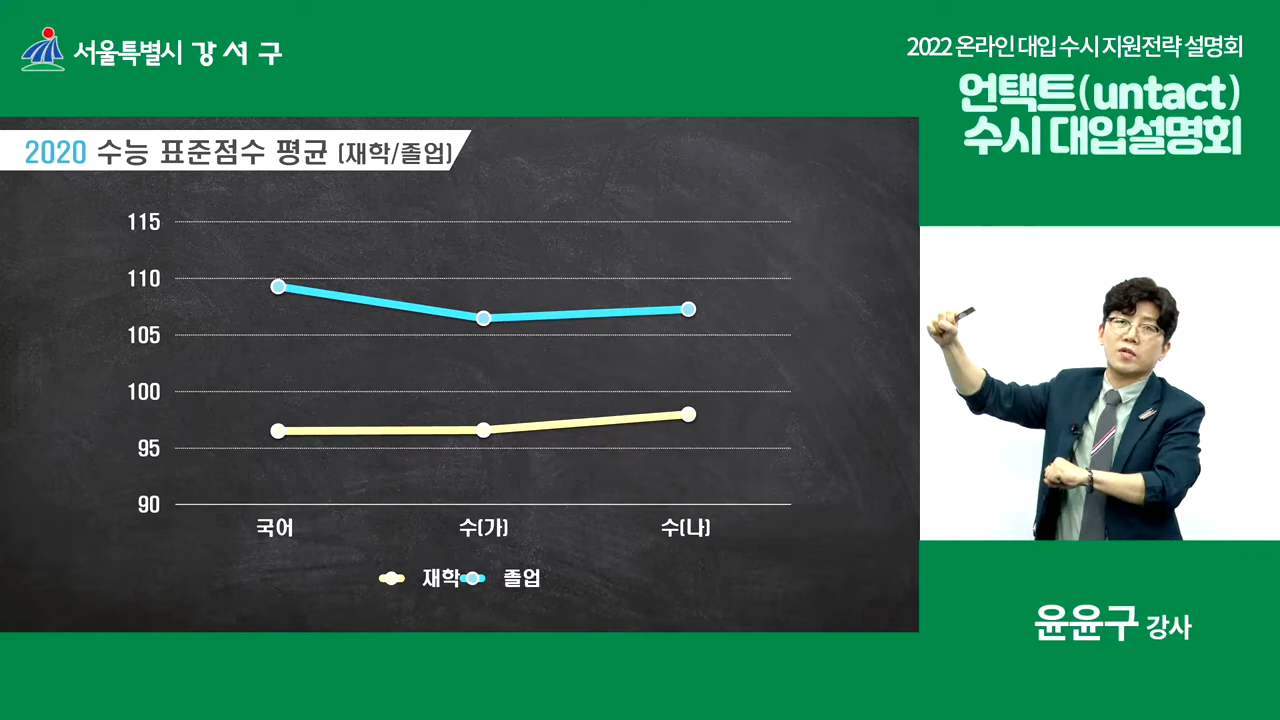 서울특별시 강서구
2022 온라인 대입 수시 지원전략 설명회
언택트(untact)
수시 대입설명회
2020 수능 표준점수 평균 (재학/졸업)
115
110
105
100
95
90
국어 수(가) 수(나)
재학 졸업
윤윤구 강사